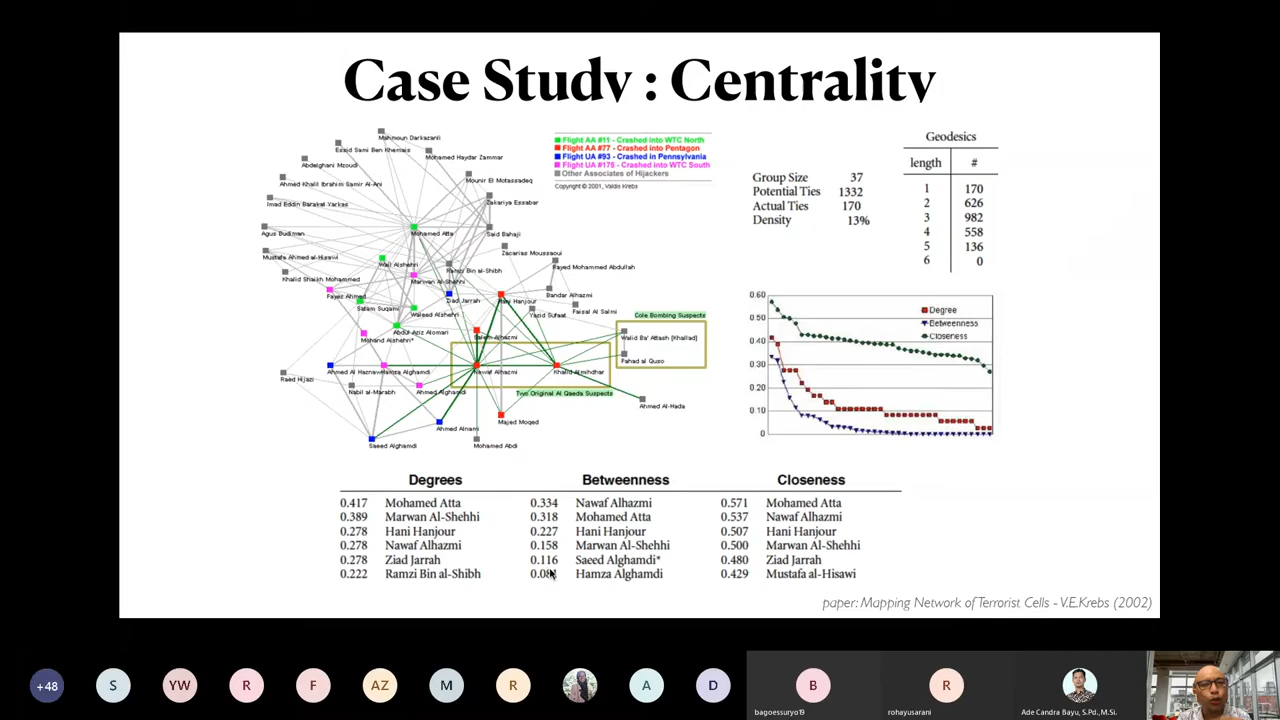 Case Study : Centrality
Mahmoun Darkazanli
Essid Sami Ben Khemais
Mohamed Haydar Zammar
Abdelghani Mzoudi
Mounir El Motassadeq
Ahmed Khalil Ibrahim Samir Al-Ani
Zakariya Essabar
Imad Eddin Barakat Yarkas
Agus Budiman
Mohamed Atta
Said Bahaji
Mustafa Ahmed al-Hisawi
Zacarias Moussaoui
Wail Alshehri
Ramzi Bin al-Shibh
Fayed Mohammed Abdullah
Khalid Shaikh Mohammed
Marwan Al-Shehhi
Fayez Ahmed
Ziad Jarrah
Hani Hanjour
Bandar Alhazmi
Satam Suqami
Waleed Alshehri
Yazid Sufaat
Faisal Al Salmi
Abdul Aziz Alomari
Cole Bombing Suspects
Mohand Alshehri*
Salem Alhazmi
Walid Ba' Attash [Khallad]
Fahad al Quso
Raed Hijazi
Ahmed Al Haznawi
Hamza Alghamdi
Nawaf Alhazmi
Khalid Almihdhar
Nabil al-Marabh
Ahmed Alghamdi
Two Original Al Qaeda Suspects
Ahmed Al-Hada
Ahmed Alnami
Majed Moqed
Saeed Alghamdi
Mohamed Abdi
Flight AA #11 - Crashed into WTC North
Flight AA #77 - Crashed into Pentagon
Flight UA #93 - Crashed in Pennsylvania
Flight UA #175 - Crashed into WTC South
Other Associates of Hijackers
Copyright © 2001, Valdis Krebs
Group Size 37
Potential Ties 1332
Actual Ties 170
Density 13%
Geodesics
length #
1 170
2 626
3 982
4 558
5 136
6 0
0.60
0.50
0.40
0.30
0.20
0.10
0
Degree
Betweenness
Closeness
Degrees Betweenness Closeness
0.417 Mohamed Atta 0.334 Nawaf Alhazmi 0.571 Mohamed Atta
0.389 Marwan Al-Shehhi 0.318 Mohamed Atta 0.537 Nawaf Alhazmi
0.278 Hani Hanjour 0.227 Hani Hanjour 0.507 Hani Hanjour
0.278 Nawaf Alhazmi 0.158 Marwan Al-Shehhi 0.500 Marwan Al-Shehhi
0.278 Ziad Jarrah 0.116 Saeed Alghamdi* 0.480 Ziad Jarrah
0.222 Ramzi Bin al-Shibh Hamza Alghamdi 0.429 Mustafa al-Hisawi
paper: Mapping Network of Terrorist Cells - V.E.Krebs (2002)
+48 S YW R F AZ M R A D B R
bagoessuryo19 rohayusarani Ade Candra Bayu, S.Pd., M.Si.